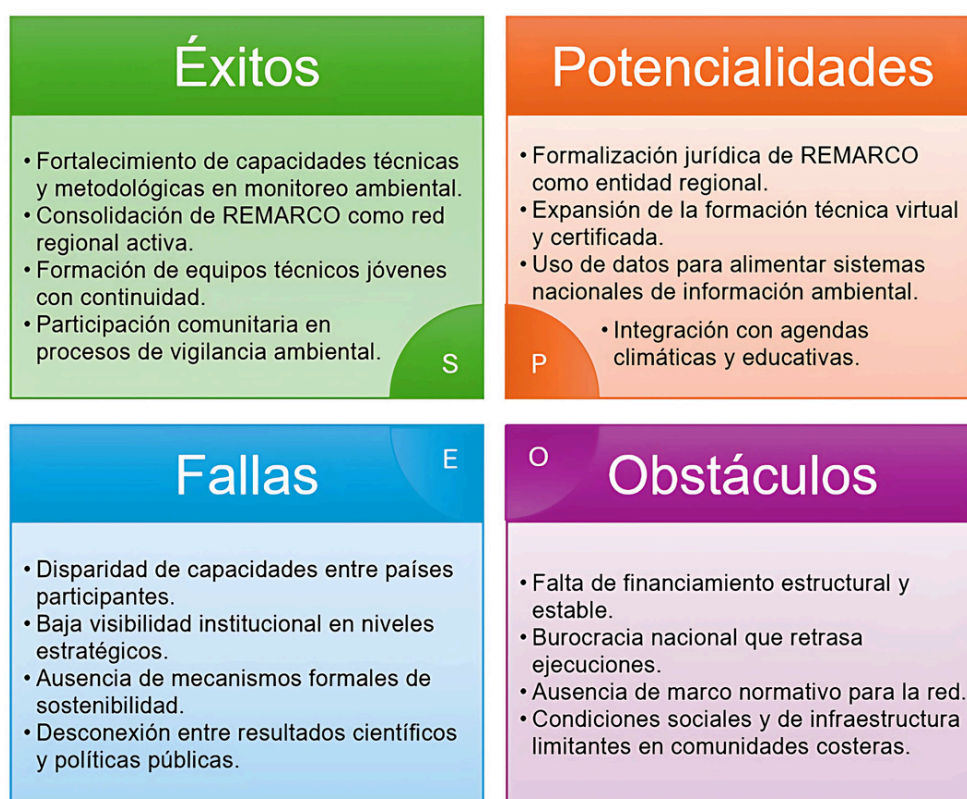 Éxitos
• Fortalecimiento de capacidades técnicas
y metodológicas en monitoreo ambiental.
• Consolidación de REMARCO como red
regional activa.
• Formación de equipos técnicos jóvenes
con continuidad.
• Participación comunitaria en
procesos de vigilancia ambiental.
S
Potencialidades
• Formalización jurídica de REMARCO
como entidad regional.
• Expansión de la formación técnica virtual
y certificada.
• Uso de datos para alimentar sistemas
nacionales de información ambiental.
• Integración con agendas
climáticas y educativas.
P
Fallas
E
• Disparidad de capacidades entre países
participantes.
• Baja visibilidad institucional en niveles
estratégicos.
• Ausencia de mecanismos formales de
sostenibilidad.
• Desconexión entre resultados científicos
y políticas públicas.
O
Obstáculos
• Falta de financiamiento estructural y
estable.
• Burocracia nacional que retrasa
ejecuciones.
• Ausencia de marco normativo para la red.
• Condiciones sociales y de infraestructura
limitantes en comunidades costeras.